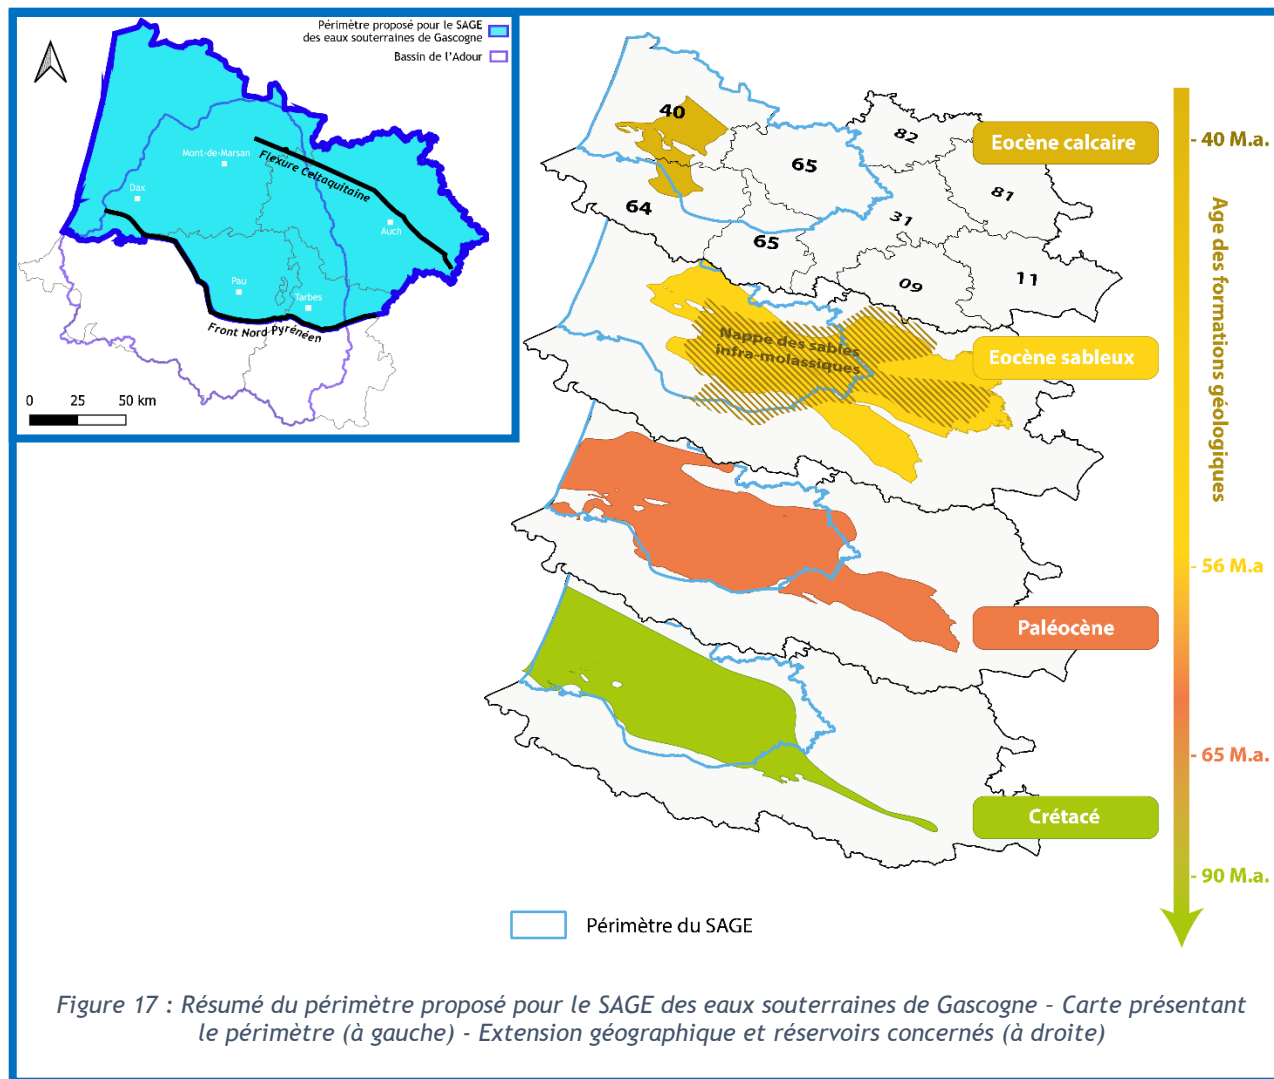 Périmètre proposé pour le SAGE
des eaux souterraines de Gascogne
Bassin de l'Adour
Mont-de-Marsan
Flexure Celtaquitaine
Dax
Auch
Pau
Tarbes
Front Nord Pyrénéen
0 25 50 km
40
82
65
81
64
31
65
09
11
Eocène calcaire
Nappe des sables
infra-molassiques
Eocène sableux
Paléocène
Crétacé
- 40 M.a.
Age des formations géologiques
- 56 M.a
- 65 M.a.
- 90 M.a.
Périmètre du SAGE
Figure 17 : Résumé du périmètre proposé pour le SAGE des eaux souterraines de Gascogne - Carte présentant
le périmètre (à gauche) - Extension géographique et réservoirs concernés (à droite)